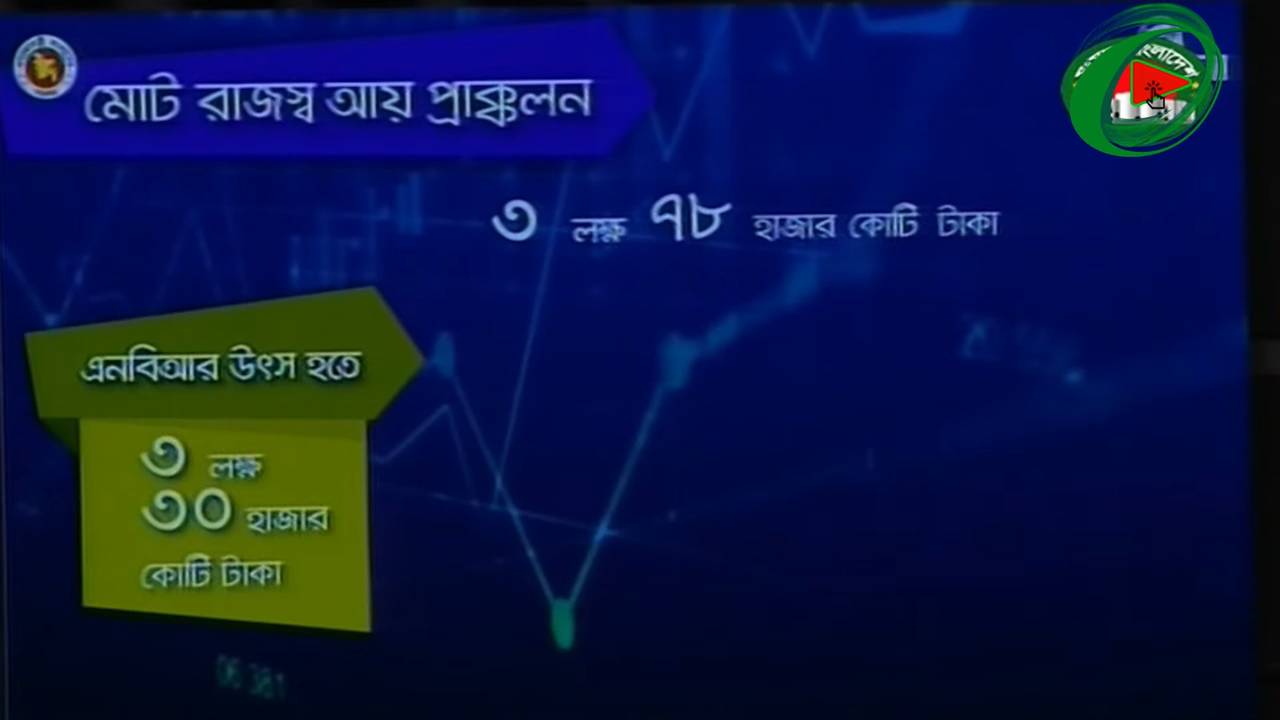 মোট রাজস্ব আয় প্রাক্কলন
৩ লক্ষ ৭৮ হাজার কোটি টাকা
এনবিআর উৎস হতে
৩ লক্ষ
৩০ হাজার
কোটি টাকা